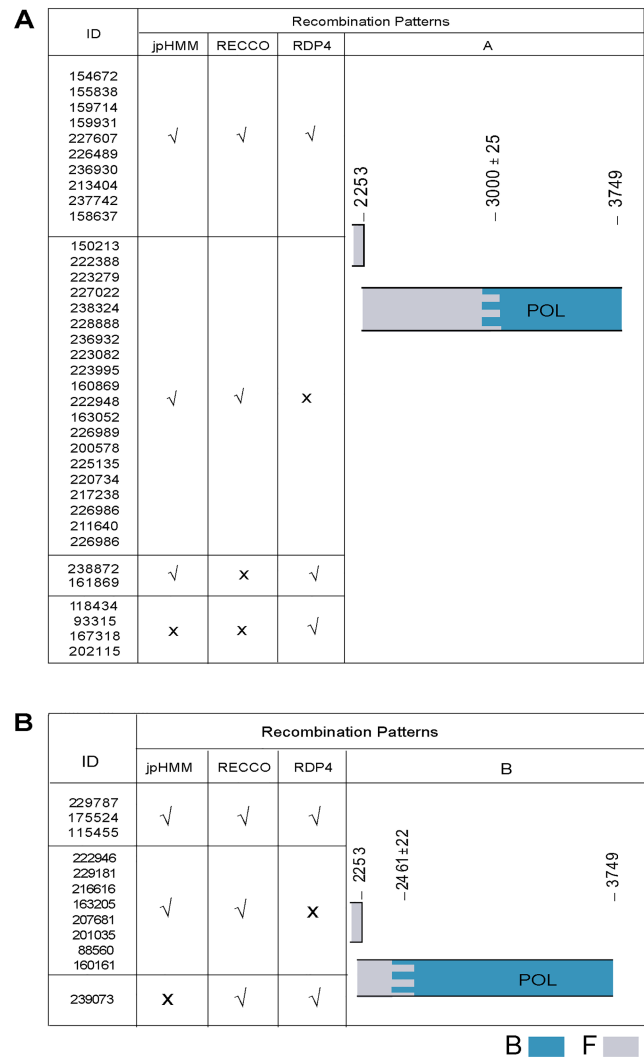 A
ID
Recombination Patterns
jpHMM RECCO RDP4 A
154672
155838
159714
159931
227607
226489
236930
213404
237742
158637
√ √ √
150213
222388
223279
227022
238324
228888
236932
223082
223995
160869
222948
163052
226989
200578
225135
220734
217238
226986
211640
226986
√ √ x
238872
161869
√ x √
118434
93315
167318
202115
x x √
– 2253
– 3000 ± 25
– 3749
POL
B
ID
Recombination Patterns
jpHMM RECCO RDP4 B
229787
175524
115455
√ √ √
222946
229181
216616
163205
207681
201035
88560
160161
√ √ x
239073
x √ √
– 2253
– 2461±22
– 3749
POL
B F